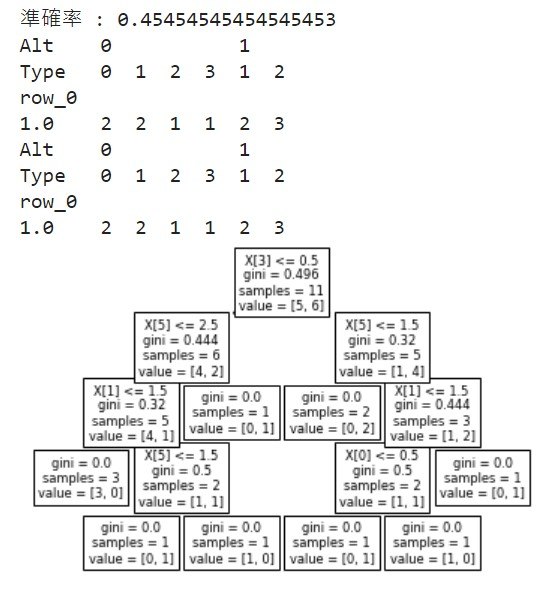 準確率 : 0.45454545454545453
Alt 0 1
Type 0 1 2 3 1 2
row_0
1.0 2 2 1 1 2 3
Alt 0 1
Type 0 1 2 3 1 2
row_0
1.0 2 2 1 1 2 3
X[3] <= 0.5
gini = 0.496
samples = 11
value = [5, 6]
X[5] <= 2.5
gini = 0.444
samples = 6
value = [4, 2]
X[5] <= 1.5
gini = 0.32
samples = 5
value = [1, 4]
X[1] <= 1.5
gini = 0.32
samples = 5
value = [4, 1]
gini = 0.0
samples = 1
value = [0, 1]
gini = 0.0
samples = 2
value = [0, 2]
X[1] <= 1.5
gini = 0.444
samples = 3
value = [1, 2]
gini = 0.0
samples = 3
value = [3, 0]
X[5] <= 1.5
gini = 0.5
samples = 2
value = [1, 1]
X[0] <= 0.5
gini = 0.5
samples = 2
value = [1, 1]
gini = 0.0
samples = 1
value = [0, 1]
gini = 0.0
samples = 1
value = [0, 1]
gini = 0.0
samples = 1
value = [1, 0]
gini = 0.0
samples = 1
value = [0, 1]
gini = 0.0
samples = 1
value = [1, 0]